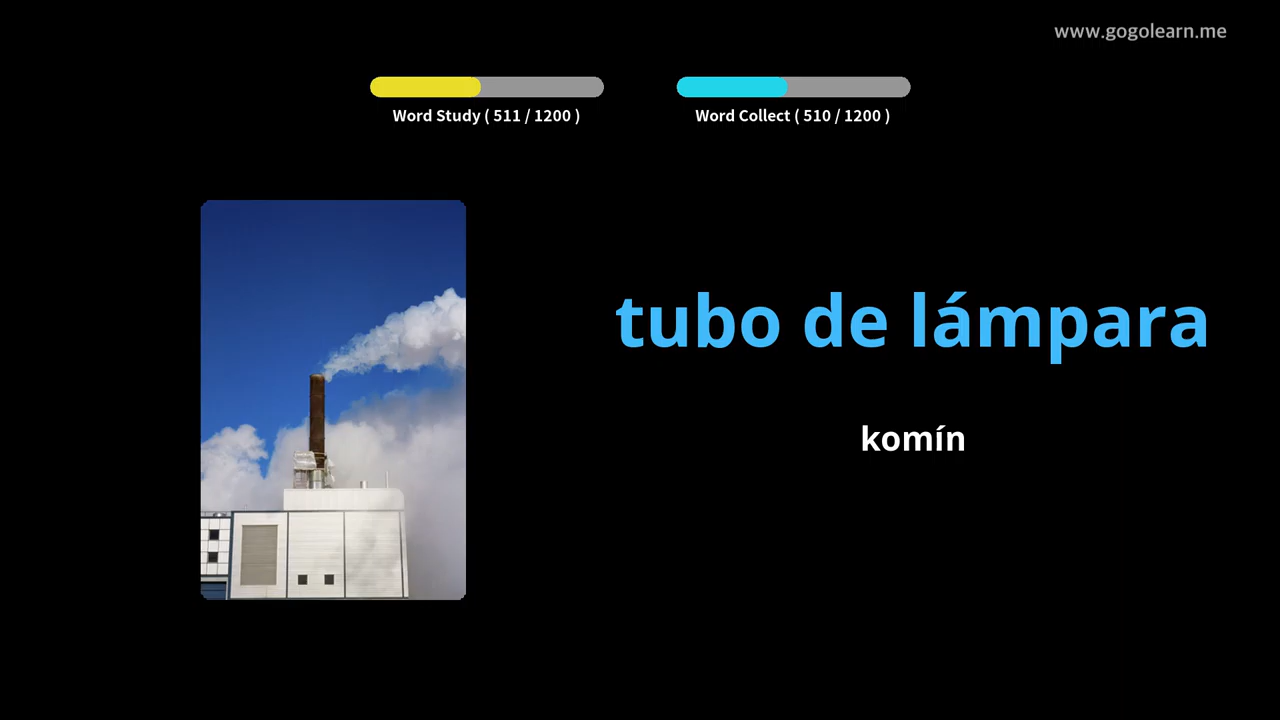 www.gogolearn.me
Word Study ( 511 / 1200 )
Word Collect ( 510 / 1200 )
tubo de lámpara
komín